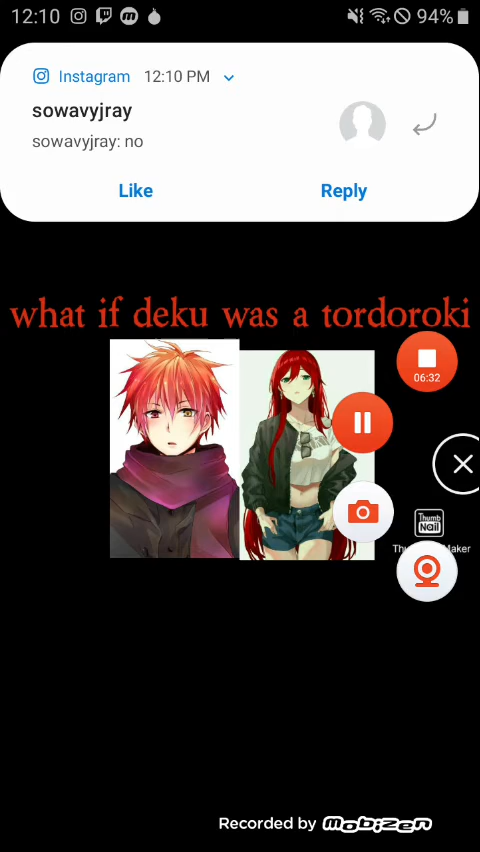 12:10 94%
Instagram 12:10 PM
sowavyjray
sowavyjray: no
Like Reply
what if deku was a tordoroki
06:32
Thumb
Nail
Recorded by mobizen